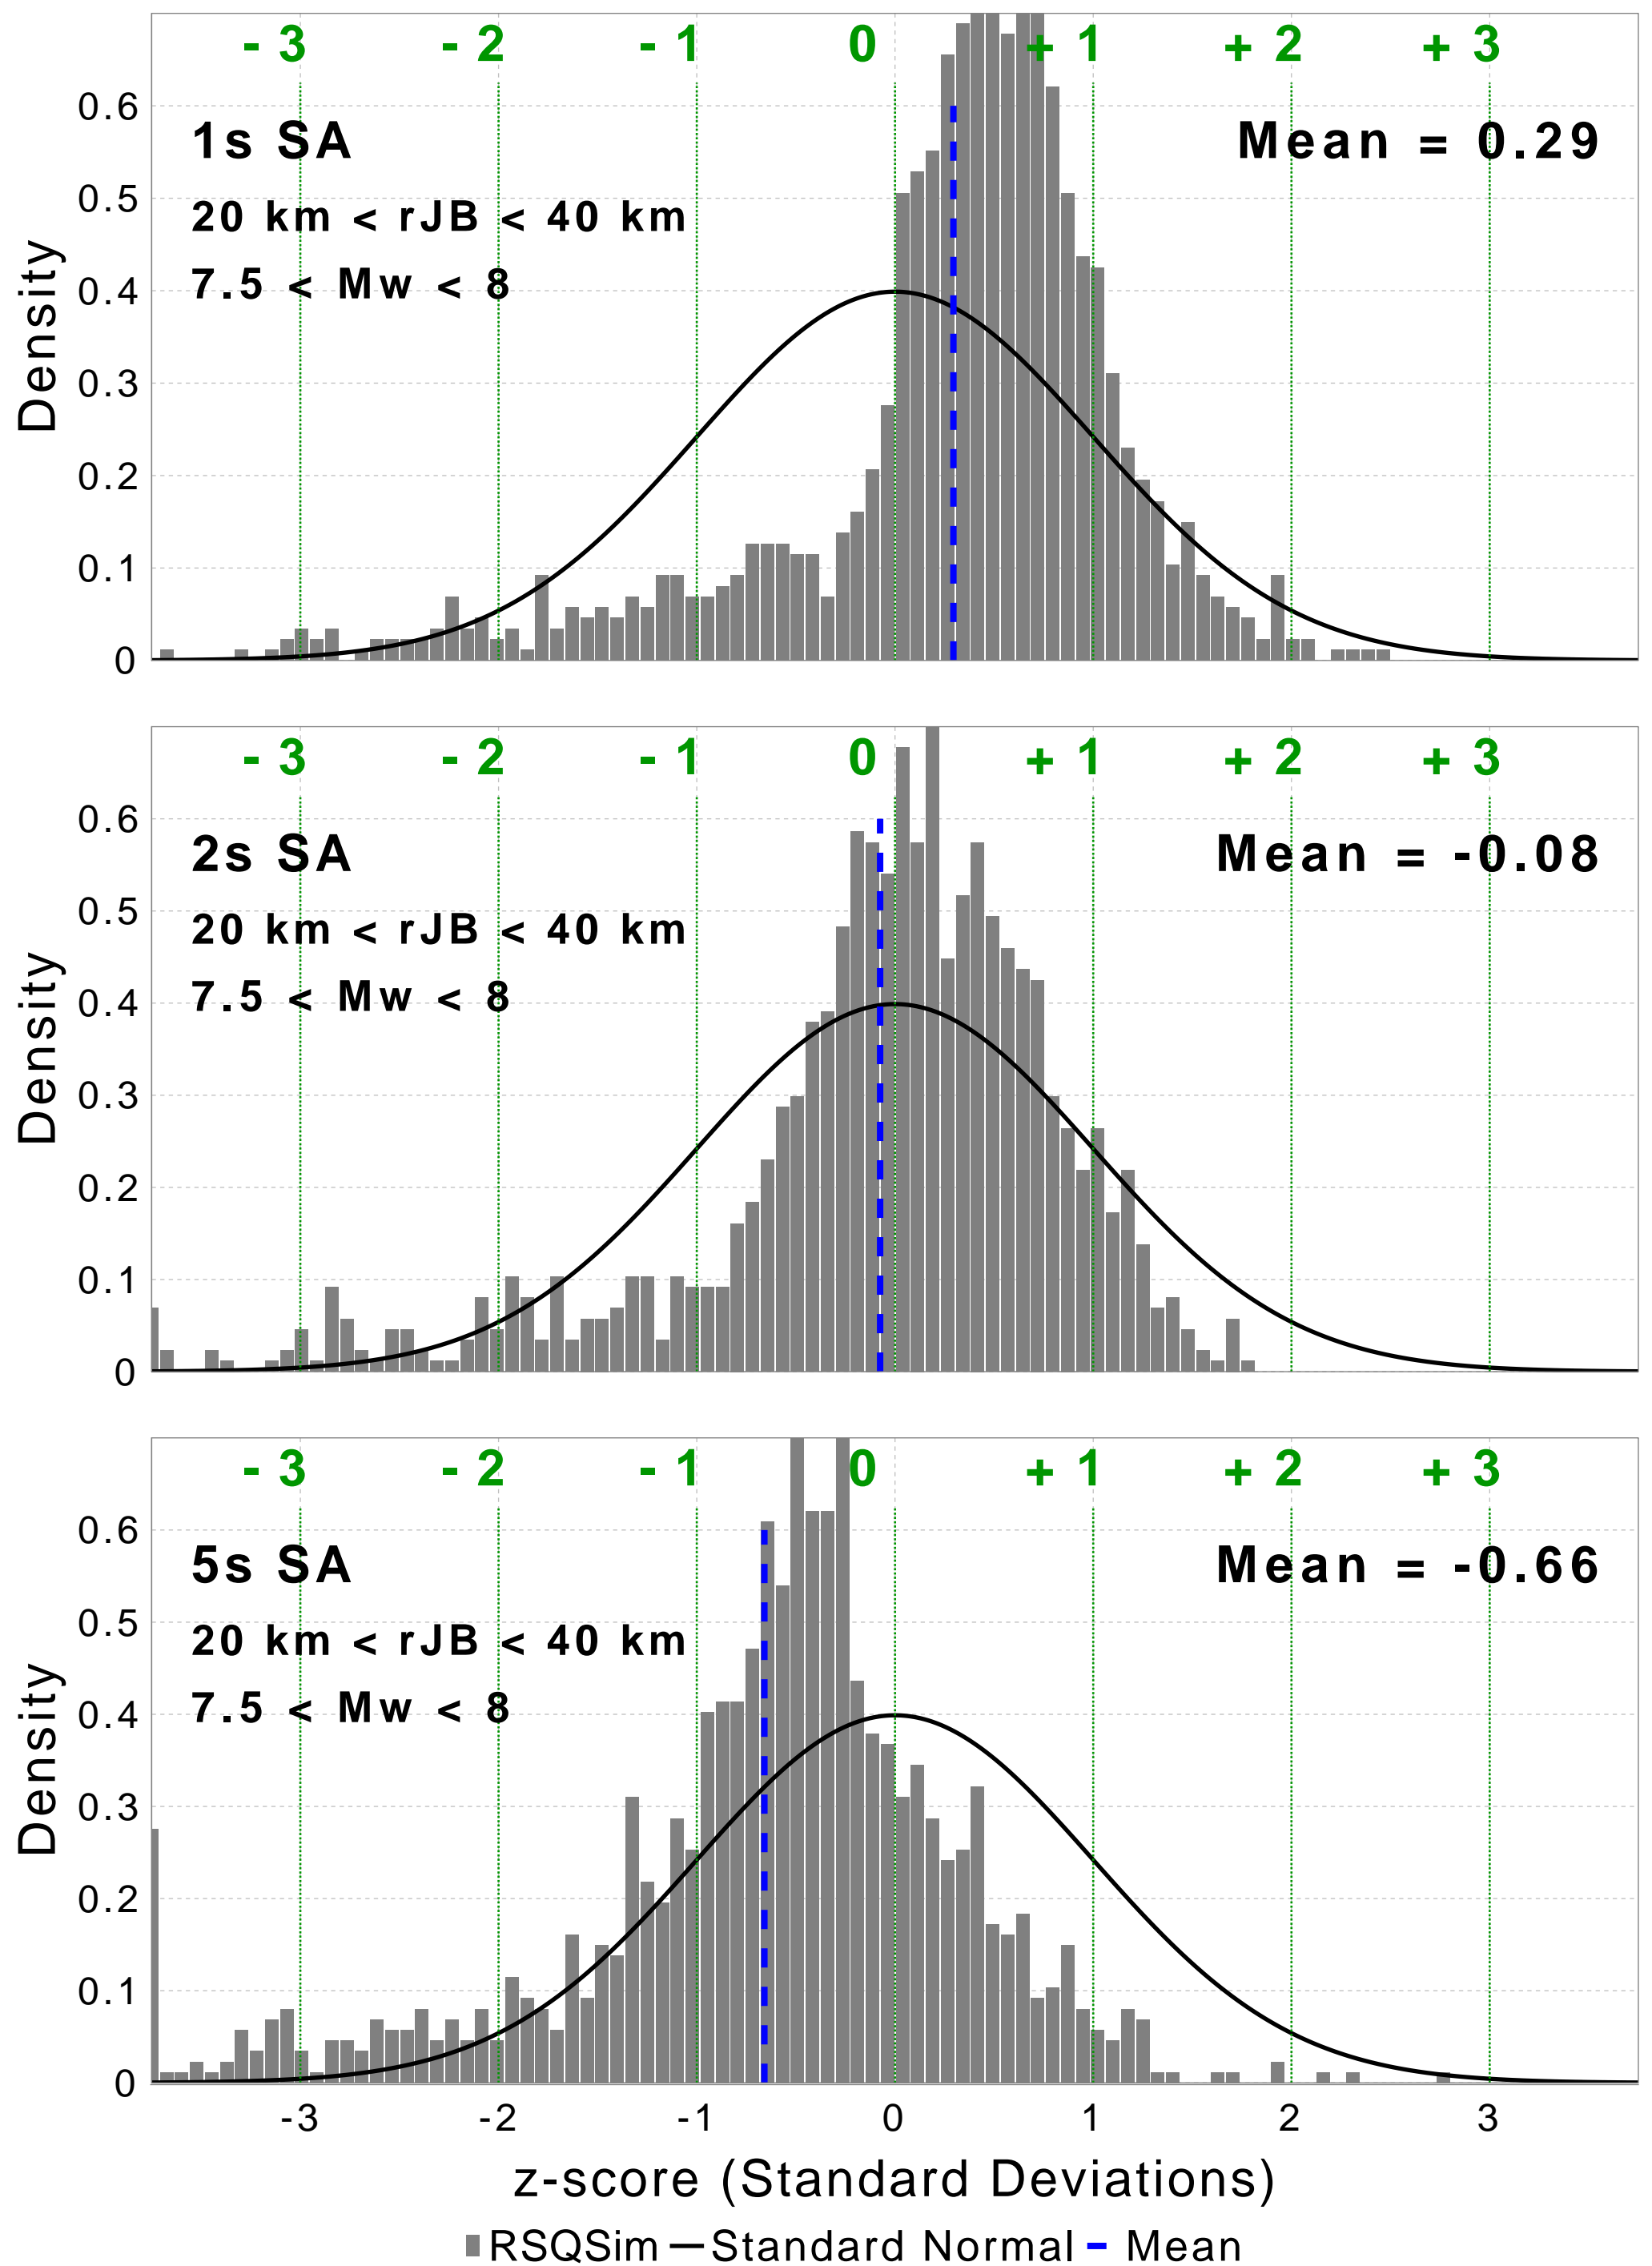 - 3 - 2 - 1 0 + 1 + 2 + 3
0.6
1s SA
Mean = 0.29
0.5
20 km < rJB < 40 km
0.4
7.5 < Mw < 8
Density
0.3
0.2
0.1
0
- 3 - 2 - 1 0 + 1 + 2 + 3
0.6
2s SA
Mean = -0.08
0.5
20 km < rJB < 40 km
0.4
7.5 < Mw < 8
Density
0.3
0.2
0.1
0
- 3 - 2 - 1 0 + 1 + 2 + 3
0.6
5s SA
Mean = -0.66
0.5
20 km < rJB < 40 km
0.4
7.5 < Mw < 8
Density
0.3
0.2
0.1
0
-3 -2 -1 0 1 2 3
z-score (Standard Deviations)
RSQSim Standard Normal Mean